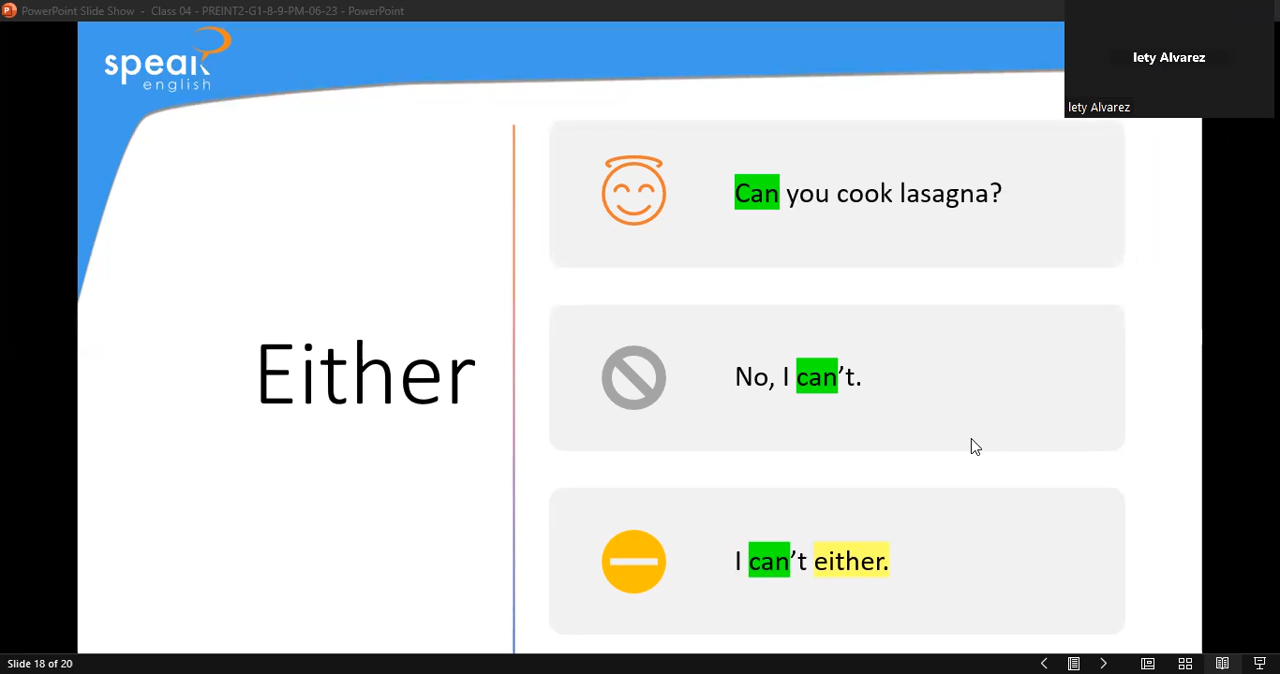 PowerPoint Slide Show - Class 04 - PREINT2-G1-8-9-PM-06-23 - PowerPoint
lety Alvarez
lety Alvarez
speak
english
Can you cook lasagna?
Either
No, I can’t.
I can’t either.
Slide 18 of 20